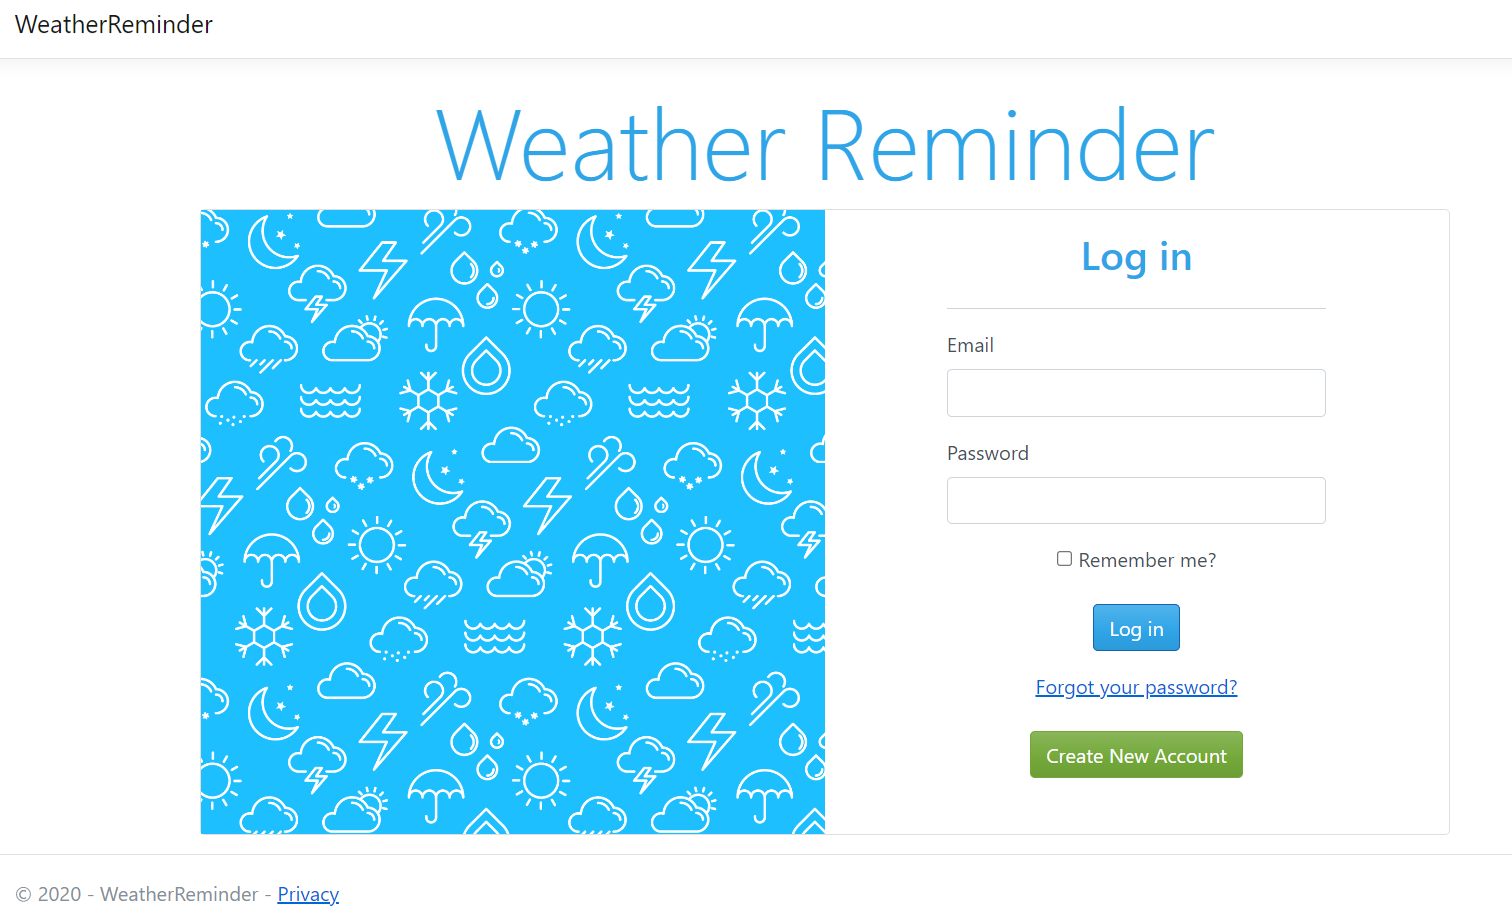 WeatherReminder
Weather Reminder
Log in
Email
Password
Remember me?
Log in
Forgot your password?
Create New Account
© 2020 - WeatherReminder - Privacy